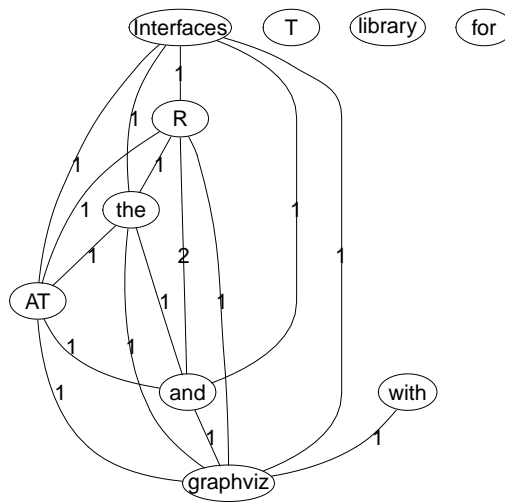 Interfaces T library for
1
R
1 1
1 1
the
1 1 2 1 1
AT
1 1 1
1 1
and with
1 1 1
graphviz